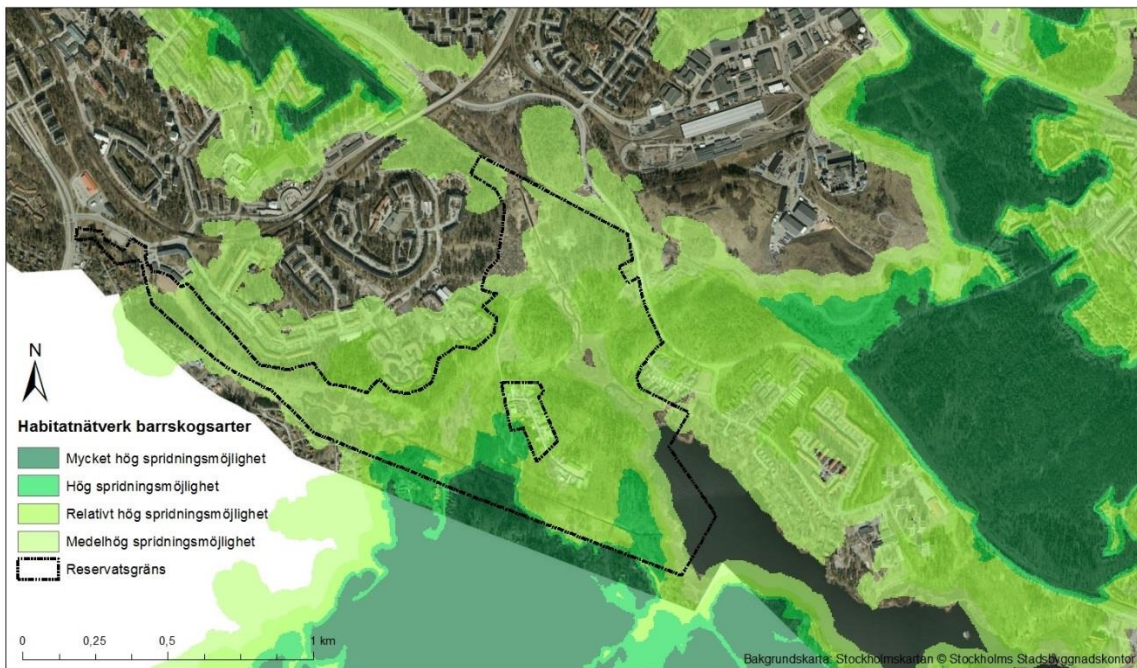 N
Habitatnätverk barrskogsarter
Mycket hög spridningsmöjlighet
Hög spridningsmöjlighet
Relativt hög spridningsmöjlighet
Medelhög spridningsmöjlighet
Reservatsgräns
0 0,25 0,5 1 km
Bakgrundskarta: Stockholmskartan © Stockholms Stadsbyggnadskontor